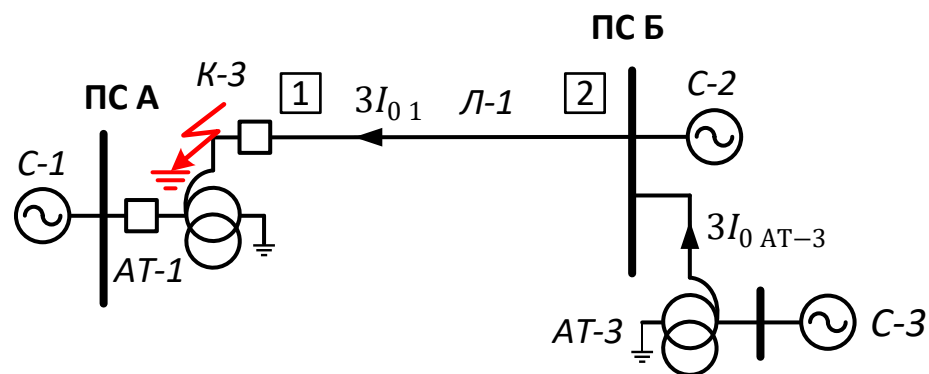 ПС Б
К-3
1
2
С-2
ПС А
3I₀ ₁
Л-1
С-1
3I₀ АТ−3
АТ-1
АТ-3
С-3